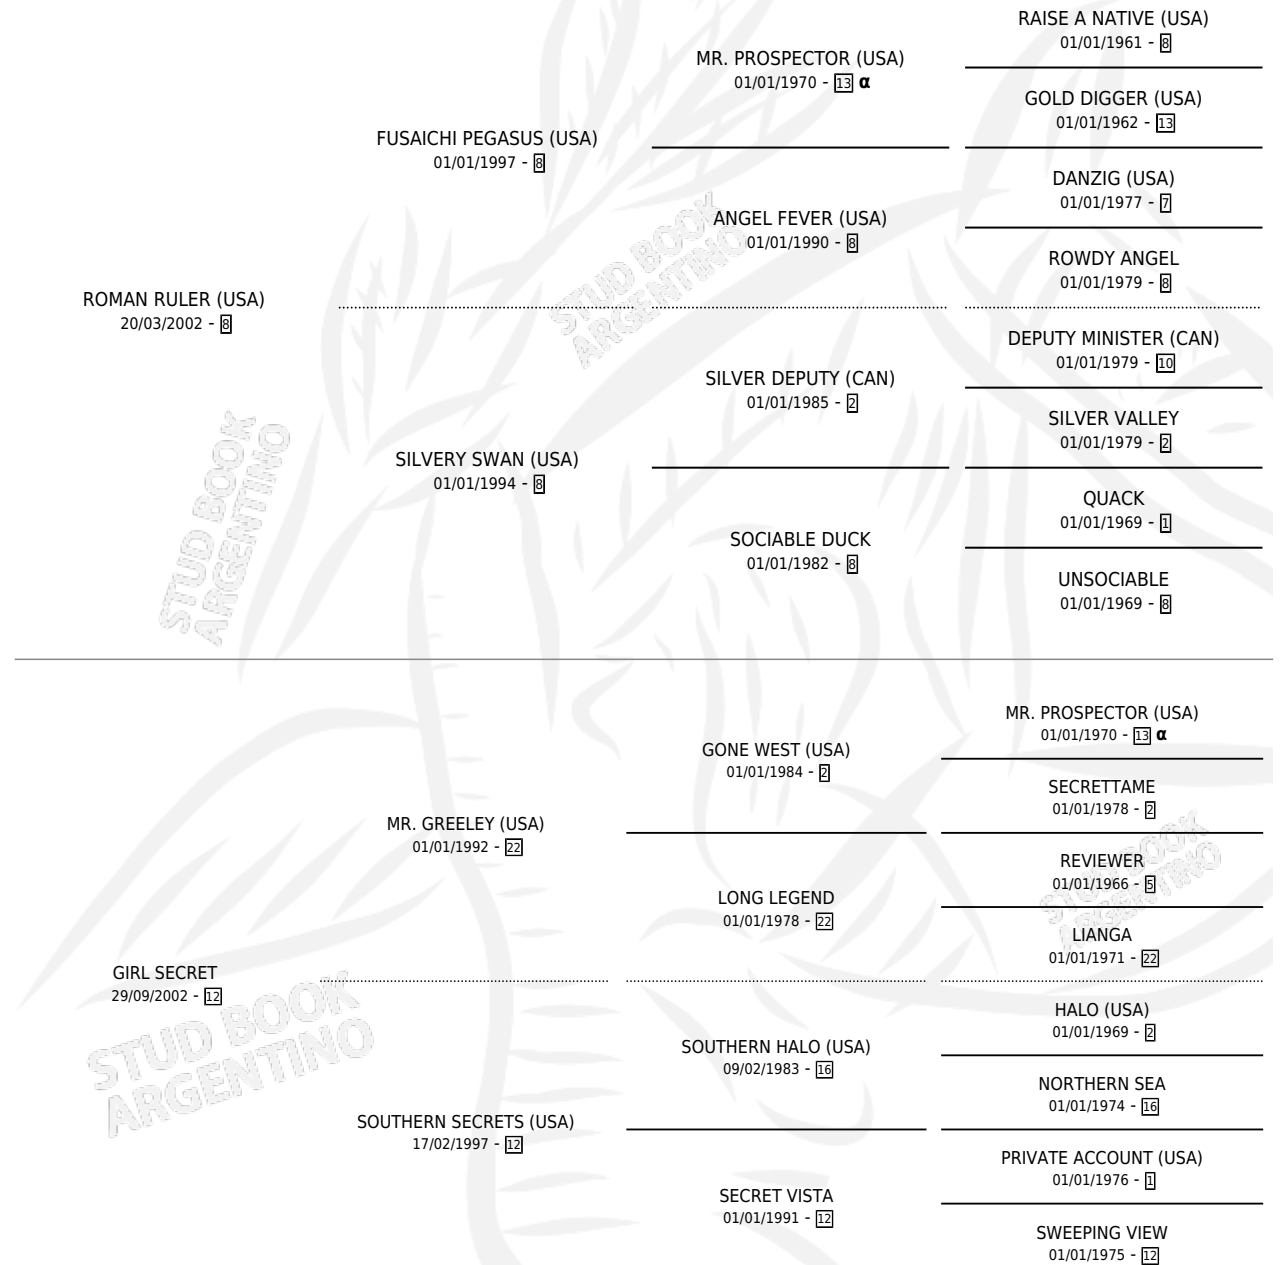 RAISE A NATIVE (USA)
01/01/1961 - 8
MR. PROSPECTOR (USA)
01/01/1970 - 13 α
GOLD DIGGER (USA)
01/01/1962 - 13
FUSAICHI PEGASUS (USA)
01/01/1997 - 8
DANZIG (USA)
01/01/1977 - 7
ANGEL FEVER (USA)
01/01/1990 - 8
ROWDY ANGEL
01/01/1979 - 8
ROMAN RULER (USA)
20/03/2002 - 8
DEPUTY MINISTER (CAN)
01/01/1979 - 10
SILVER DEPUTY (CAN)
01/01/1985 - 2
SILVER VALLEY
01/01/1979 - 2
SILVERY SWAN (USA)
01/01/1994 - 8
QUACK
01/01/1969 - 1
SOCIABLE DUCK
01/01/1982 - 8
UNSOCIABLE
01/01/1969 - 8
MR. PROSPECTOR (USA)
01/01/1970 - 13 α
GONE WEST (USA)
01/01/1984 - 2
SECRETTAME
01/01/1978 - 2
MR. GREELEY (USA)
01/01/1992 - 22
REVIEWER
01/01/1966 - 5
LONG LEGEND
01/01/1978 - 22
LIANGA
01/01/1971 - 22
GIRL SECRET
29/09/2002 - 12
HALO (USA)
01/01/1969 - 2
SOUTHERN HALO (USA)
09/02/1983 - 16
NORTHERN SEA
01/01/1974 - 16
SOUTHERN SECRETS (USA)
17/02/1997 - 12
PRIVATE ACCOUNT (USA)
01/01/1976 - 1
SECRET VISTA
01/01/1991 - 12
SWEEPING VIEW
01/01/1975 - 12
STUD BOOK
ARGENTINO
STUD BOOK
ARGENTINO
STUD BOOK
ARGENTINO
STUD BOOK
ARGENTINO